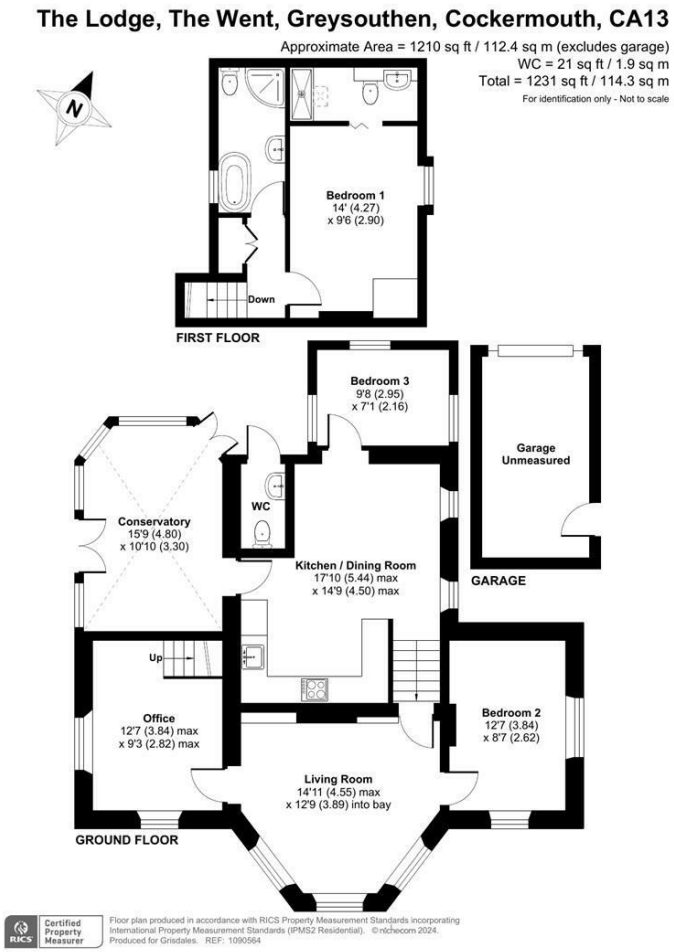 The Lodge, The Went, Greysouthen, Cockermouth, CA13
Approximate Area = 1210 sq ft / 112.4 sq m (excludes garage)
WC = 21 sq ft / 1.9 sq m
Total = 1231 sq ft / 114.3 sq m
For identification only - Not to scale
N
Bedroom 1
14' (4.27)
x 9'6 (2.90)
Down
FIRST FLOOR
Bedroom 3
9'8 (2.95)
x 7'1 (2.16)
Garage
Unmeasured
WC
Conservatory
15'9 (4.80)
x 10'10 (3.30)
Kitchen / Dining Room
17'10 (5.44) max
x 14'9 (4.50) max
GARAGE
Up
Office
12'7 (3.84) max
x 9'3 (2.82) max
Bedroom 2
12'7 (3.84)
x 8'7 (2.62)
Living Room
14'11 (4.55) max
x 12'9 (3.89) into bay
GROUND FLOOR
RICS
Certified
Property
Measurer
Floor plan produced in accordance with RICS Property Measurement Standards incorporating
International Property Measurement Standards (IPMS2 Residential). ©nichecom 2024.
Produced for Grisdales. REF: 1090564